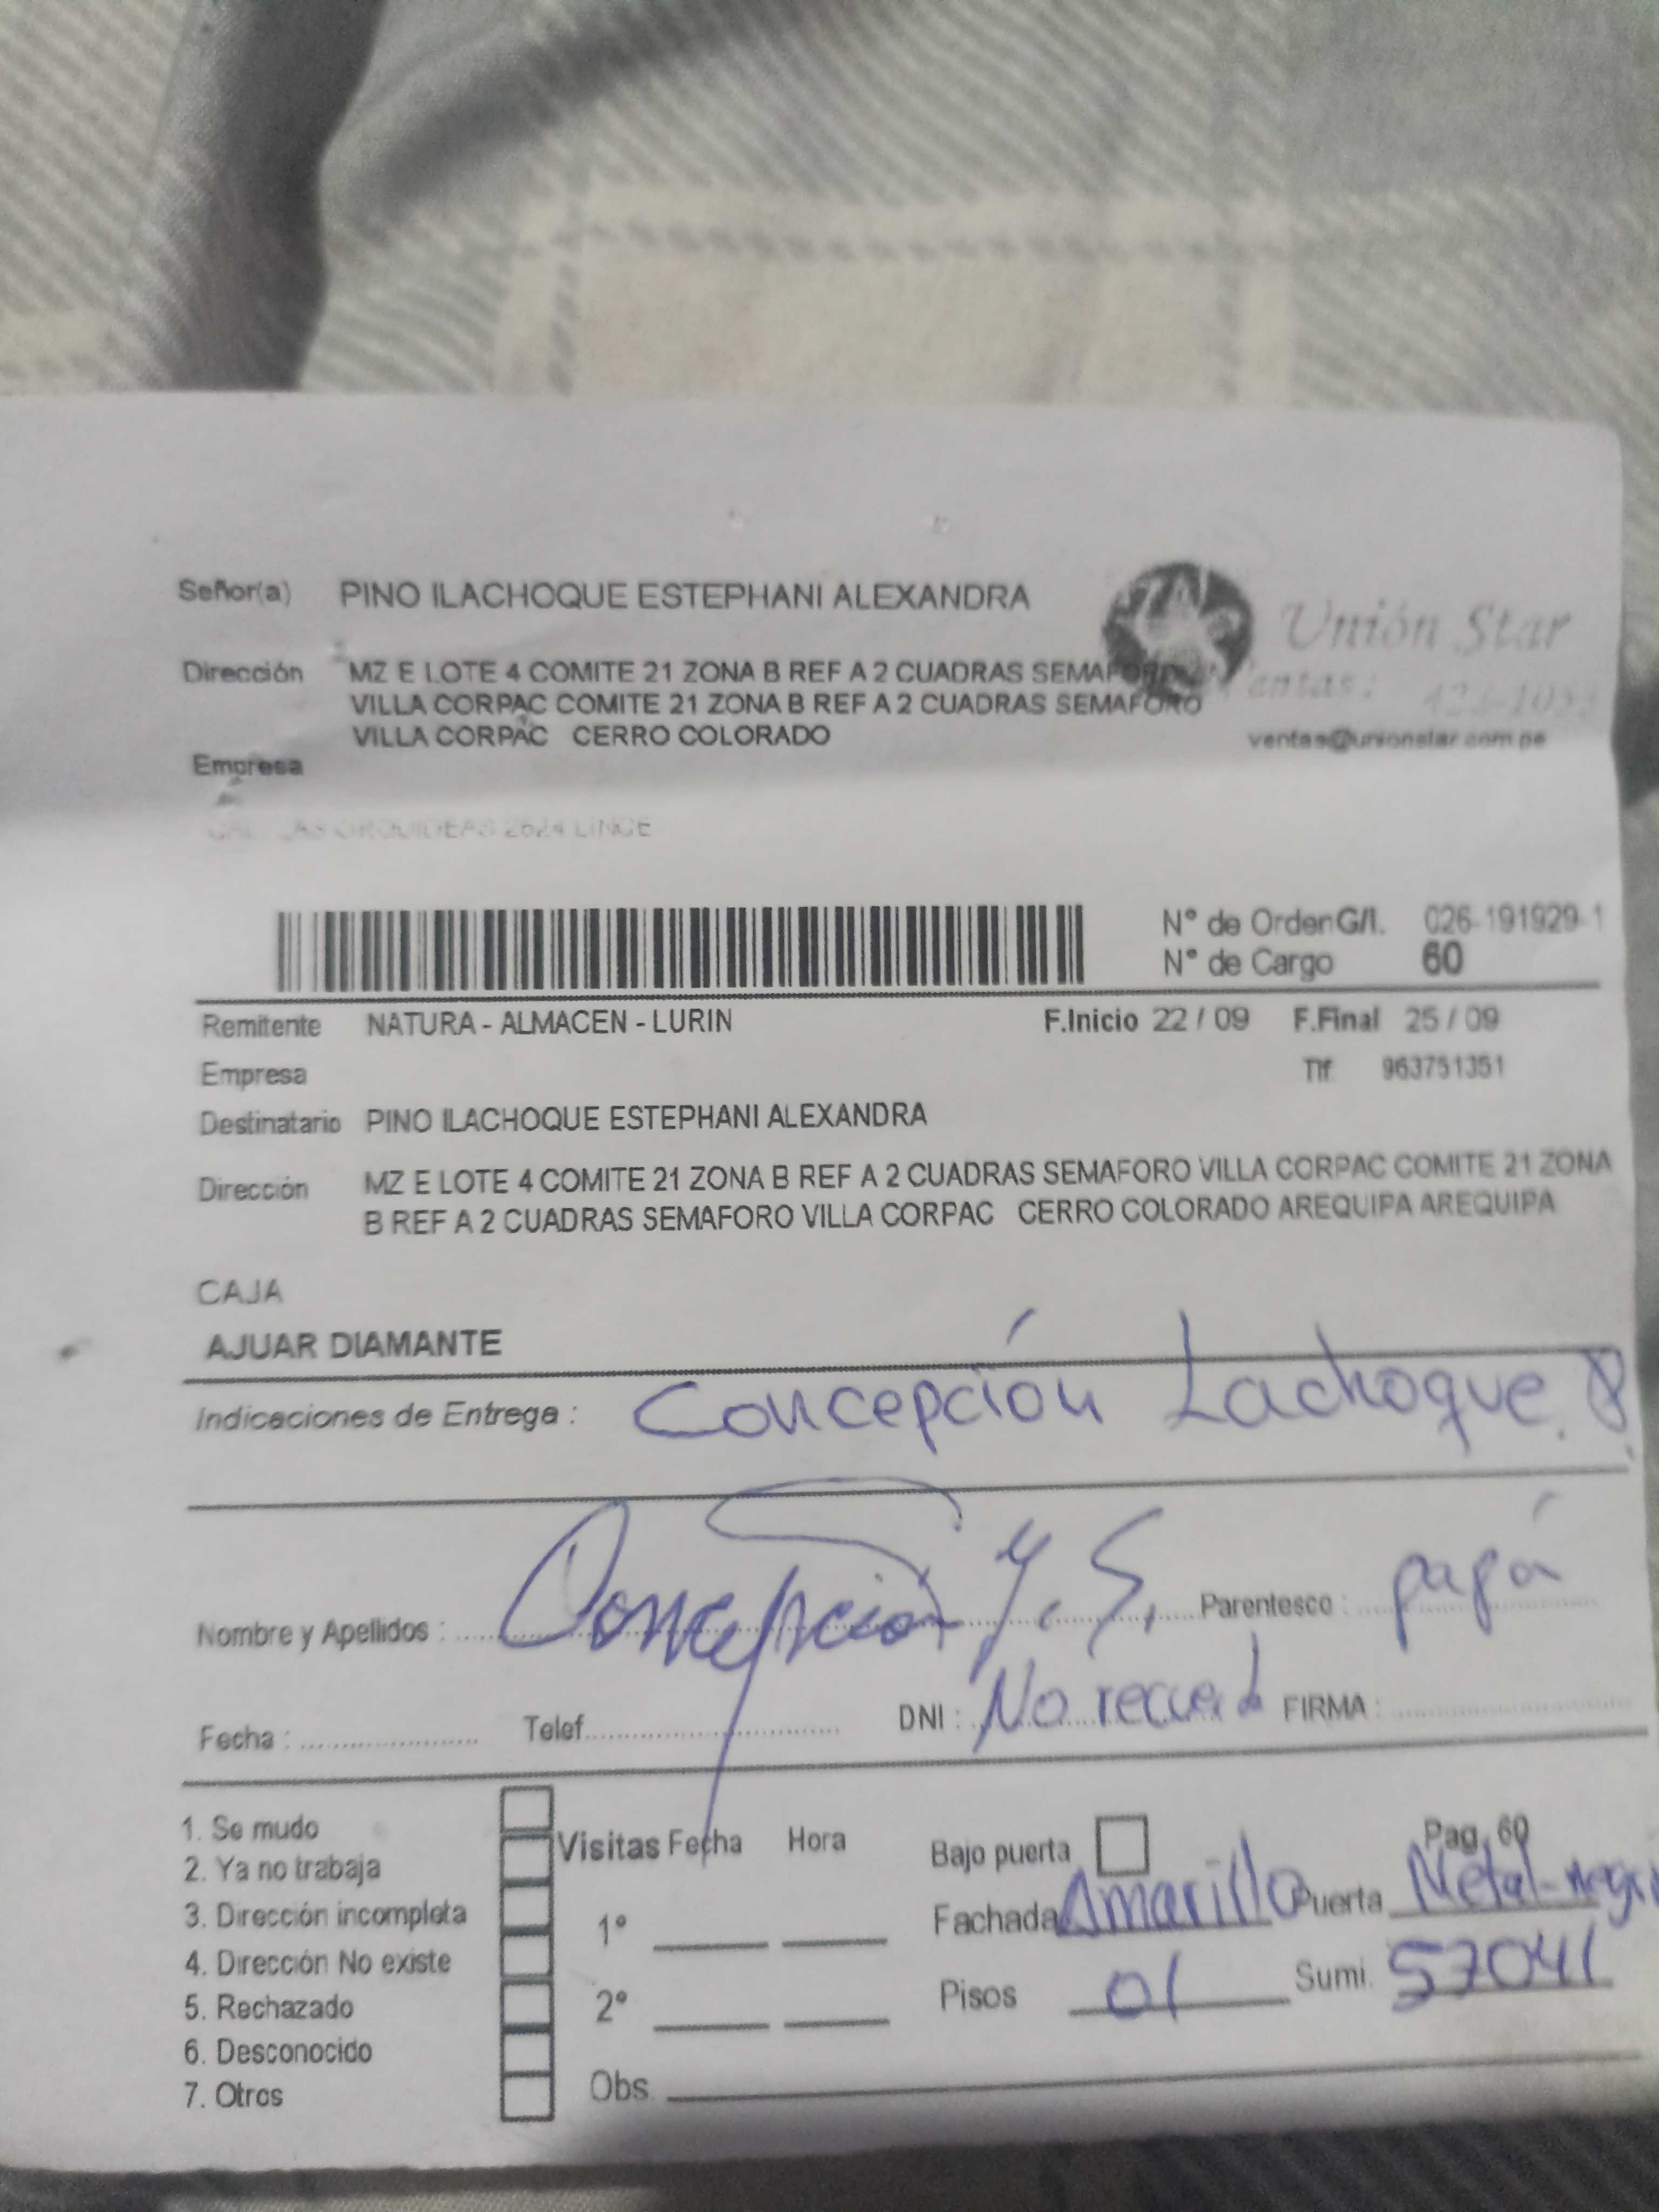 Señor(a) PINO ILACHOQUE ESTEPHANI ALEXANDRA
Unión Star
Dirección MZ E LOTE 4 COMITE 21 ZONA B REF A 2 CUADRAS SEMAFORO
VILLA CORPAC COMITE 21 ZONA B REF A 2 CUADRAS SEMAFORO
VILLA CORPAC CERRO COLORADO
ventas@unionstar.com.pe
Empresa
ORQUIDEAS 2624 LINCE
N° de Orden G/I. 026-191929-1
N° de Cargo 60
Remitente NATURA - ALMACEN - LURIN F.Inicio 22 / 09 F.Final 25 / 09
Empresa Tlf 963751351
Destinatario PINO ILACHOQUE ESTEPHANI ALEXANDRA
Dirección MZ E LOTE 4 COMITE 21 ZONA B REF A 2 CUADRAS SEMAFORO VILLA CORPAC COMITE 21 ZONA
B REF A 2 CUADRAS SEMAFORO VILLA CORPAC CERRO COLORADO AREQUIPA AREQUIPA
CAJA
AJUAR DIAMANTE
Indicaciones de Entrega : Concepción Lachoque.
Nombre y Apellidos : Concepción Y. S. Parentesco : papá
Fecha : Telef. DNI : No recuerd FIRMA :
1. Se mudo
2. Ya no trabaja
3. Dirección incompleta
4. Dirección No existe
5. Rechazado
6. Desconocido
7. Otros
Visitas Fecha Hora
1°
2°
Obs.
Bajo puerta Pag. 60
Fachada Amarillo Puerta Metal-negr
Pisos 01 Sumi. 57041